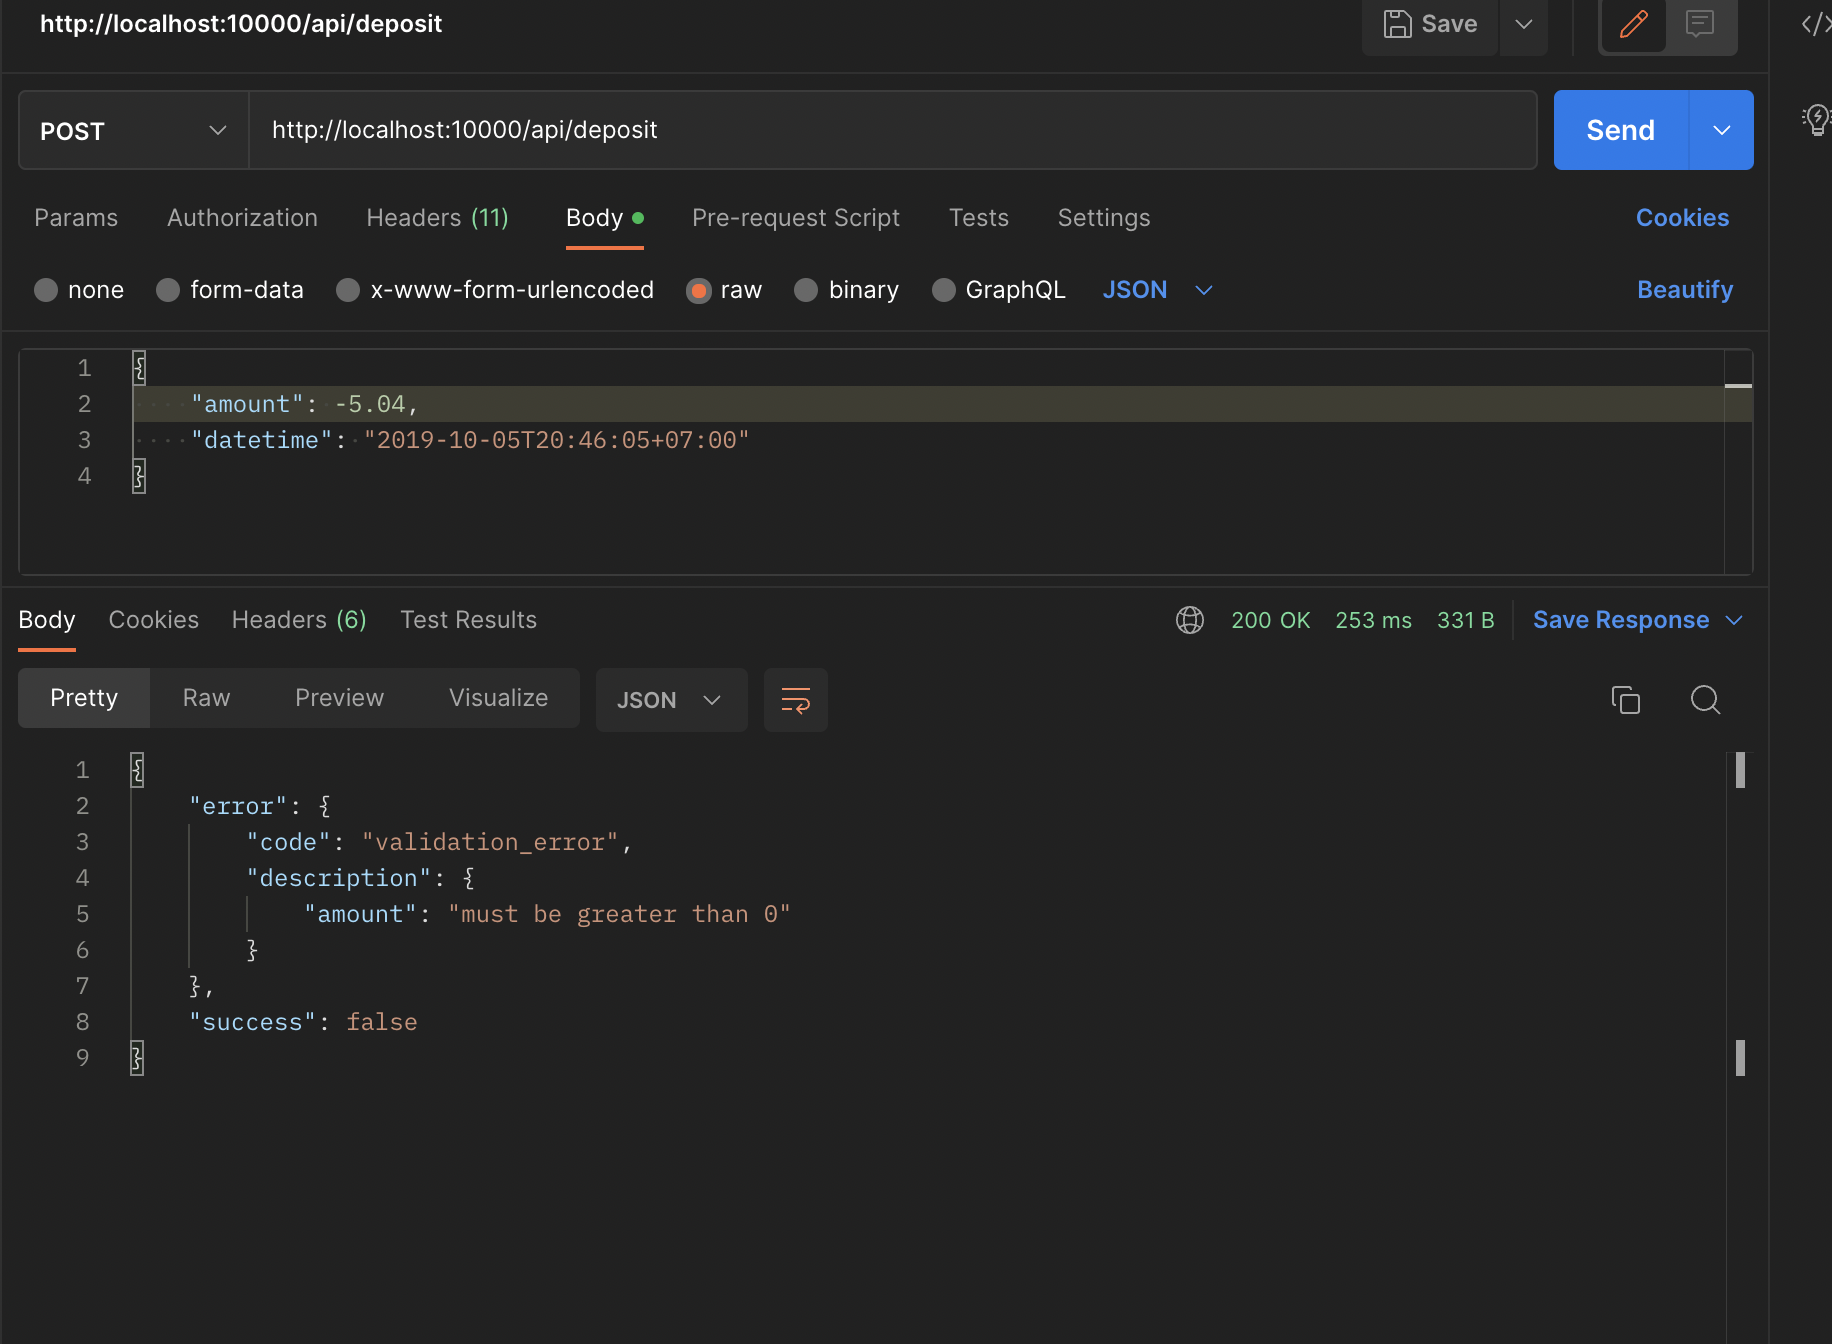 http://localhost:10000/api/deposit
Save
POST
http://localhost:10000/api/deposit
Send
Params Authorization Headers (11) Body Pre-request Script Tests Settings Cookies
none form-data x-www-form-urlencoded raw binary GraphQL JSON Beautify
1 {
2 "amount": -5.04,
3 "datetime": "2019-10-05T20:46:05+07:00"
4 }
Body Cookies Headers (6) Test Results 200 OK 253 ms 331 B Save Response
Pretty Raw Preview Visualize JSON
1 {
2 "error": {
3 "code": "validation_error",
4 "description": {
5 "amount": "must be greater than 0"
6 }
7 },
8 "success": false
9 }